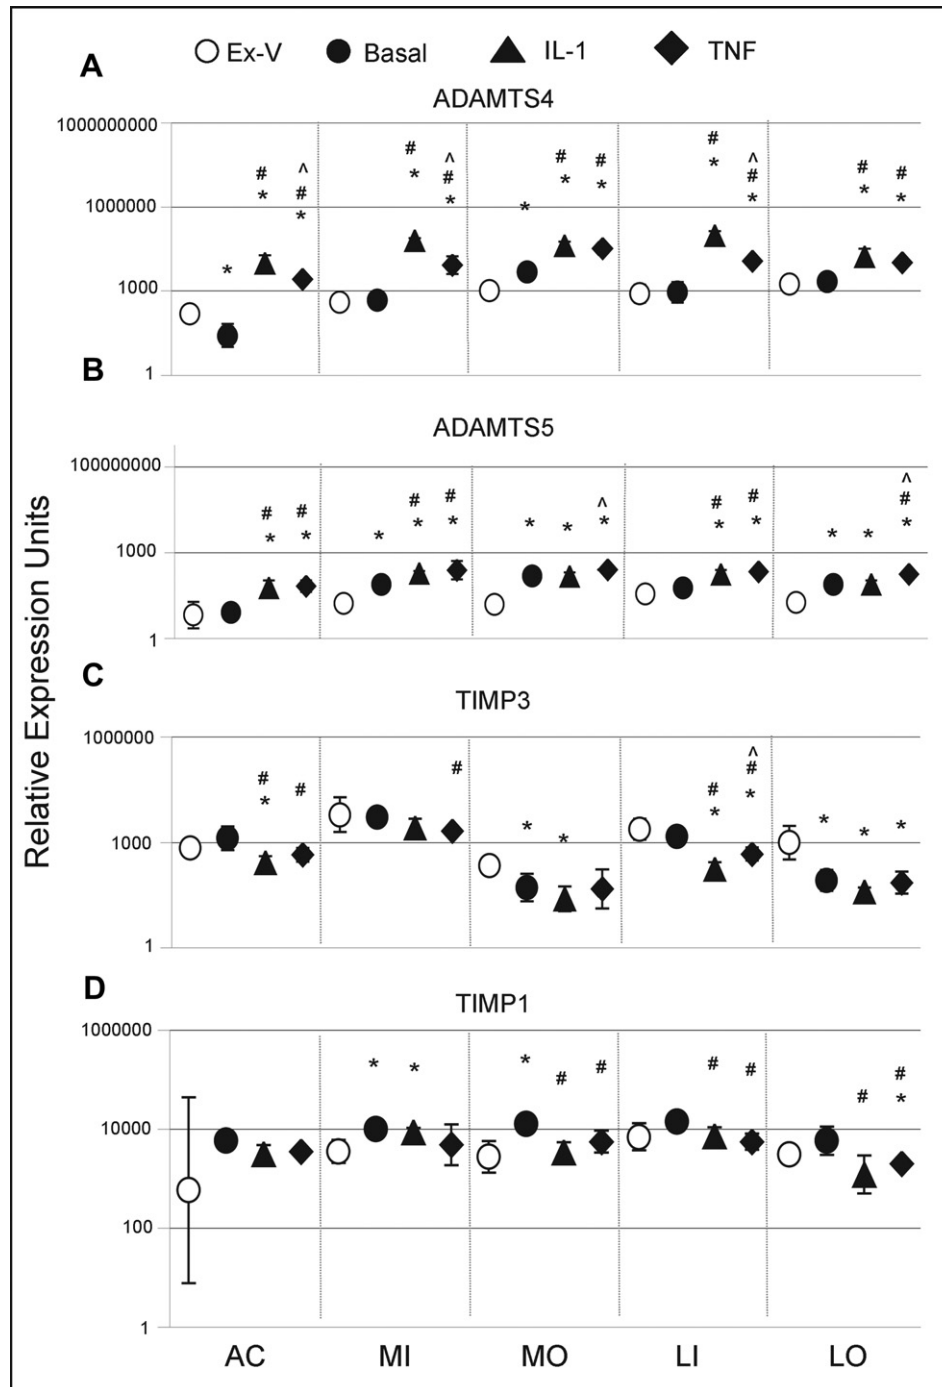 Ex-V Basal IL-1 TNF
A
ADAMTS4
1000000000
# # ^ # # # # ^ # #
* # * ^ # * * * * # * * *
* * * * *
1000000
1000
1
B
ADAMTS5
100000000
# # # # ^ # # ^ #
* * * * * * * * * * * * *
1000
1
Relative Expression Units
C
TIMP3
1000000
# * # # * * # * ^ # * * * *
1000
1
D
TIMP1
1000000
* * * # # # # # # *
10000
100
1
AC MI MO LI LO